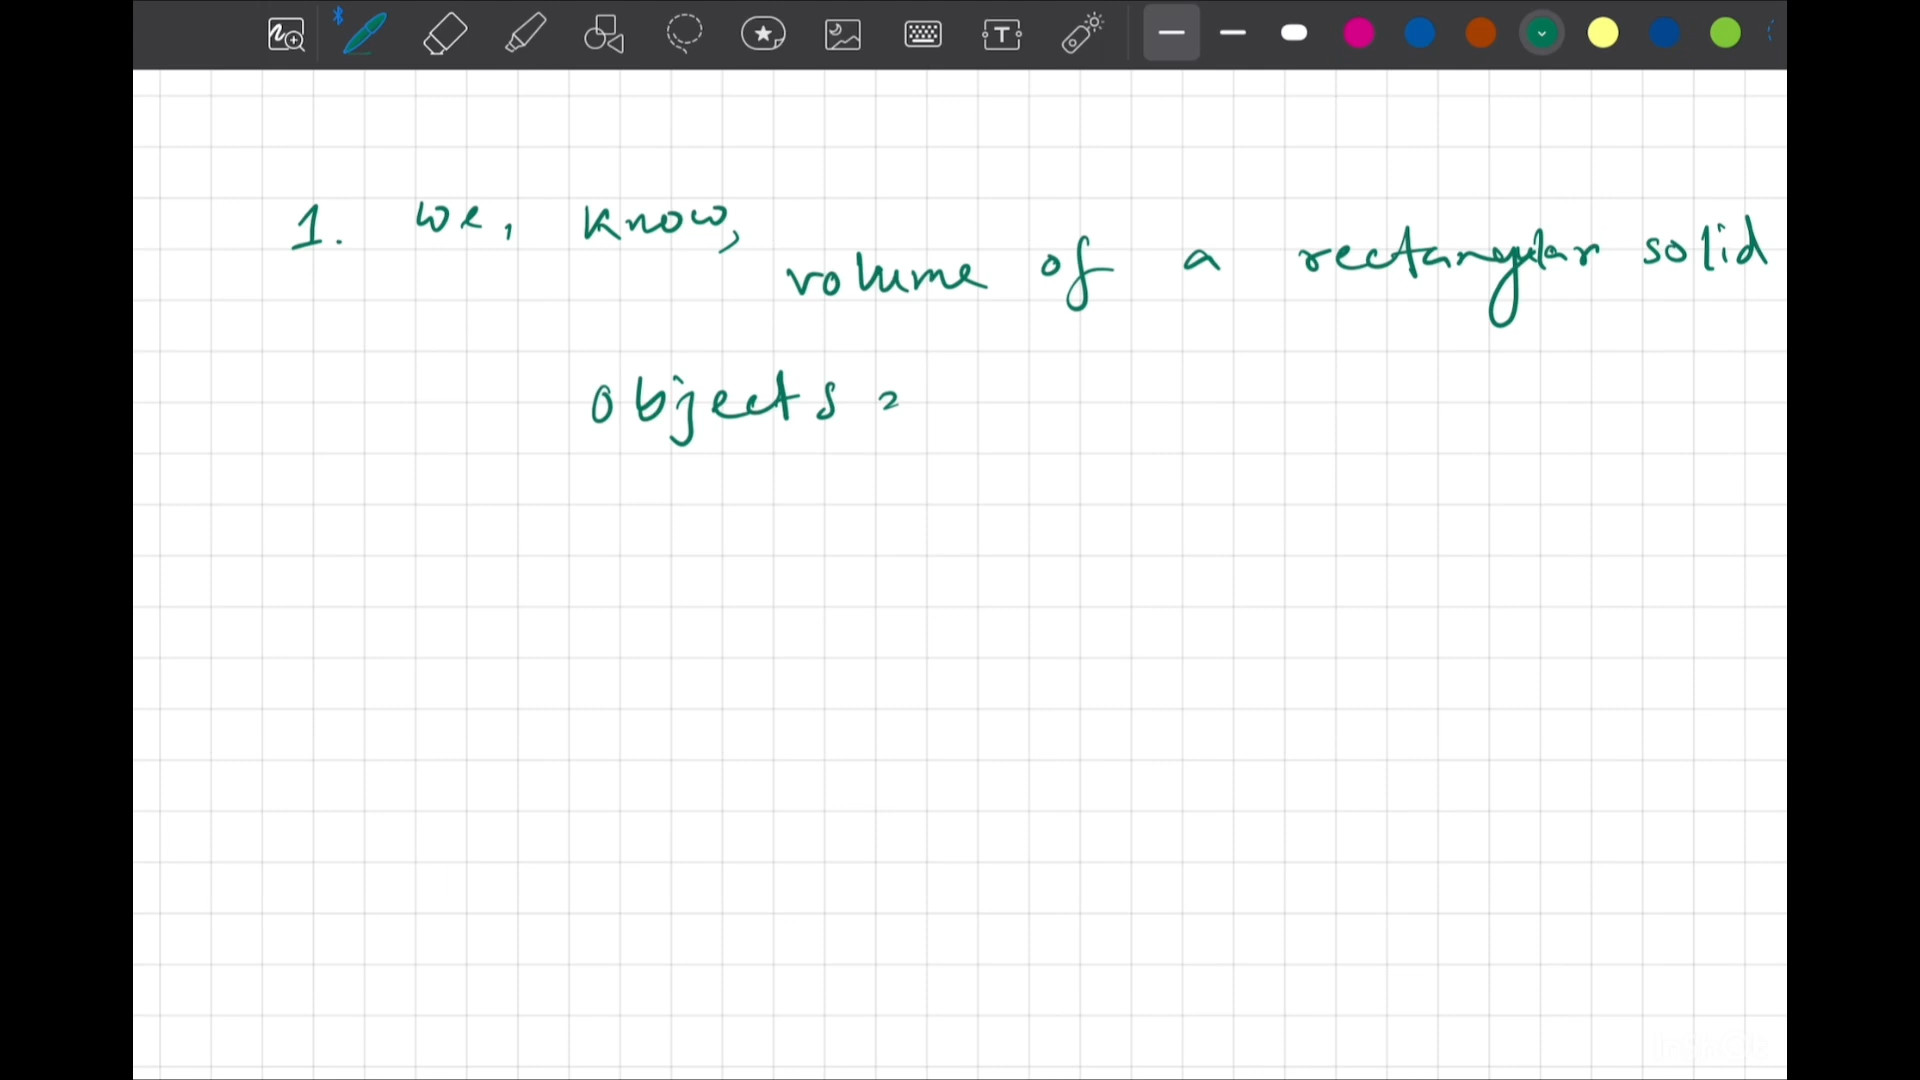 1. we, know,
volume of a rectangular solid
objects =